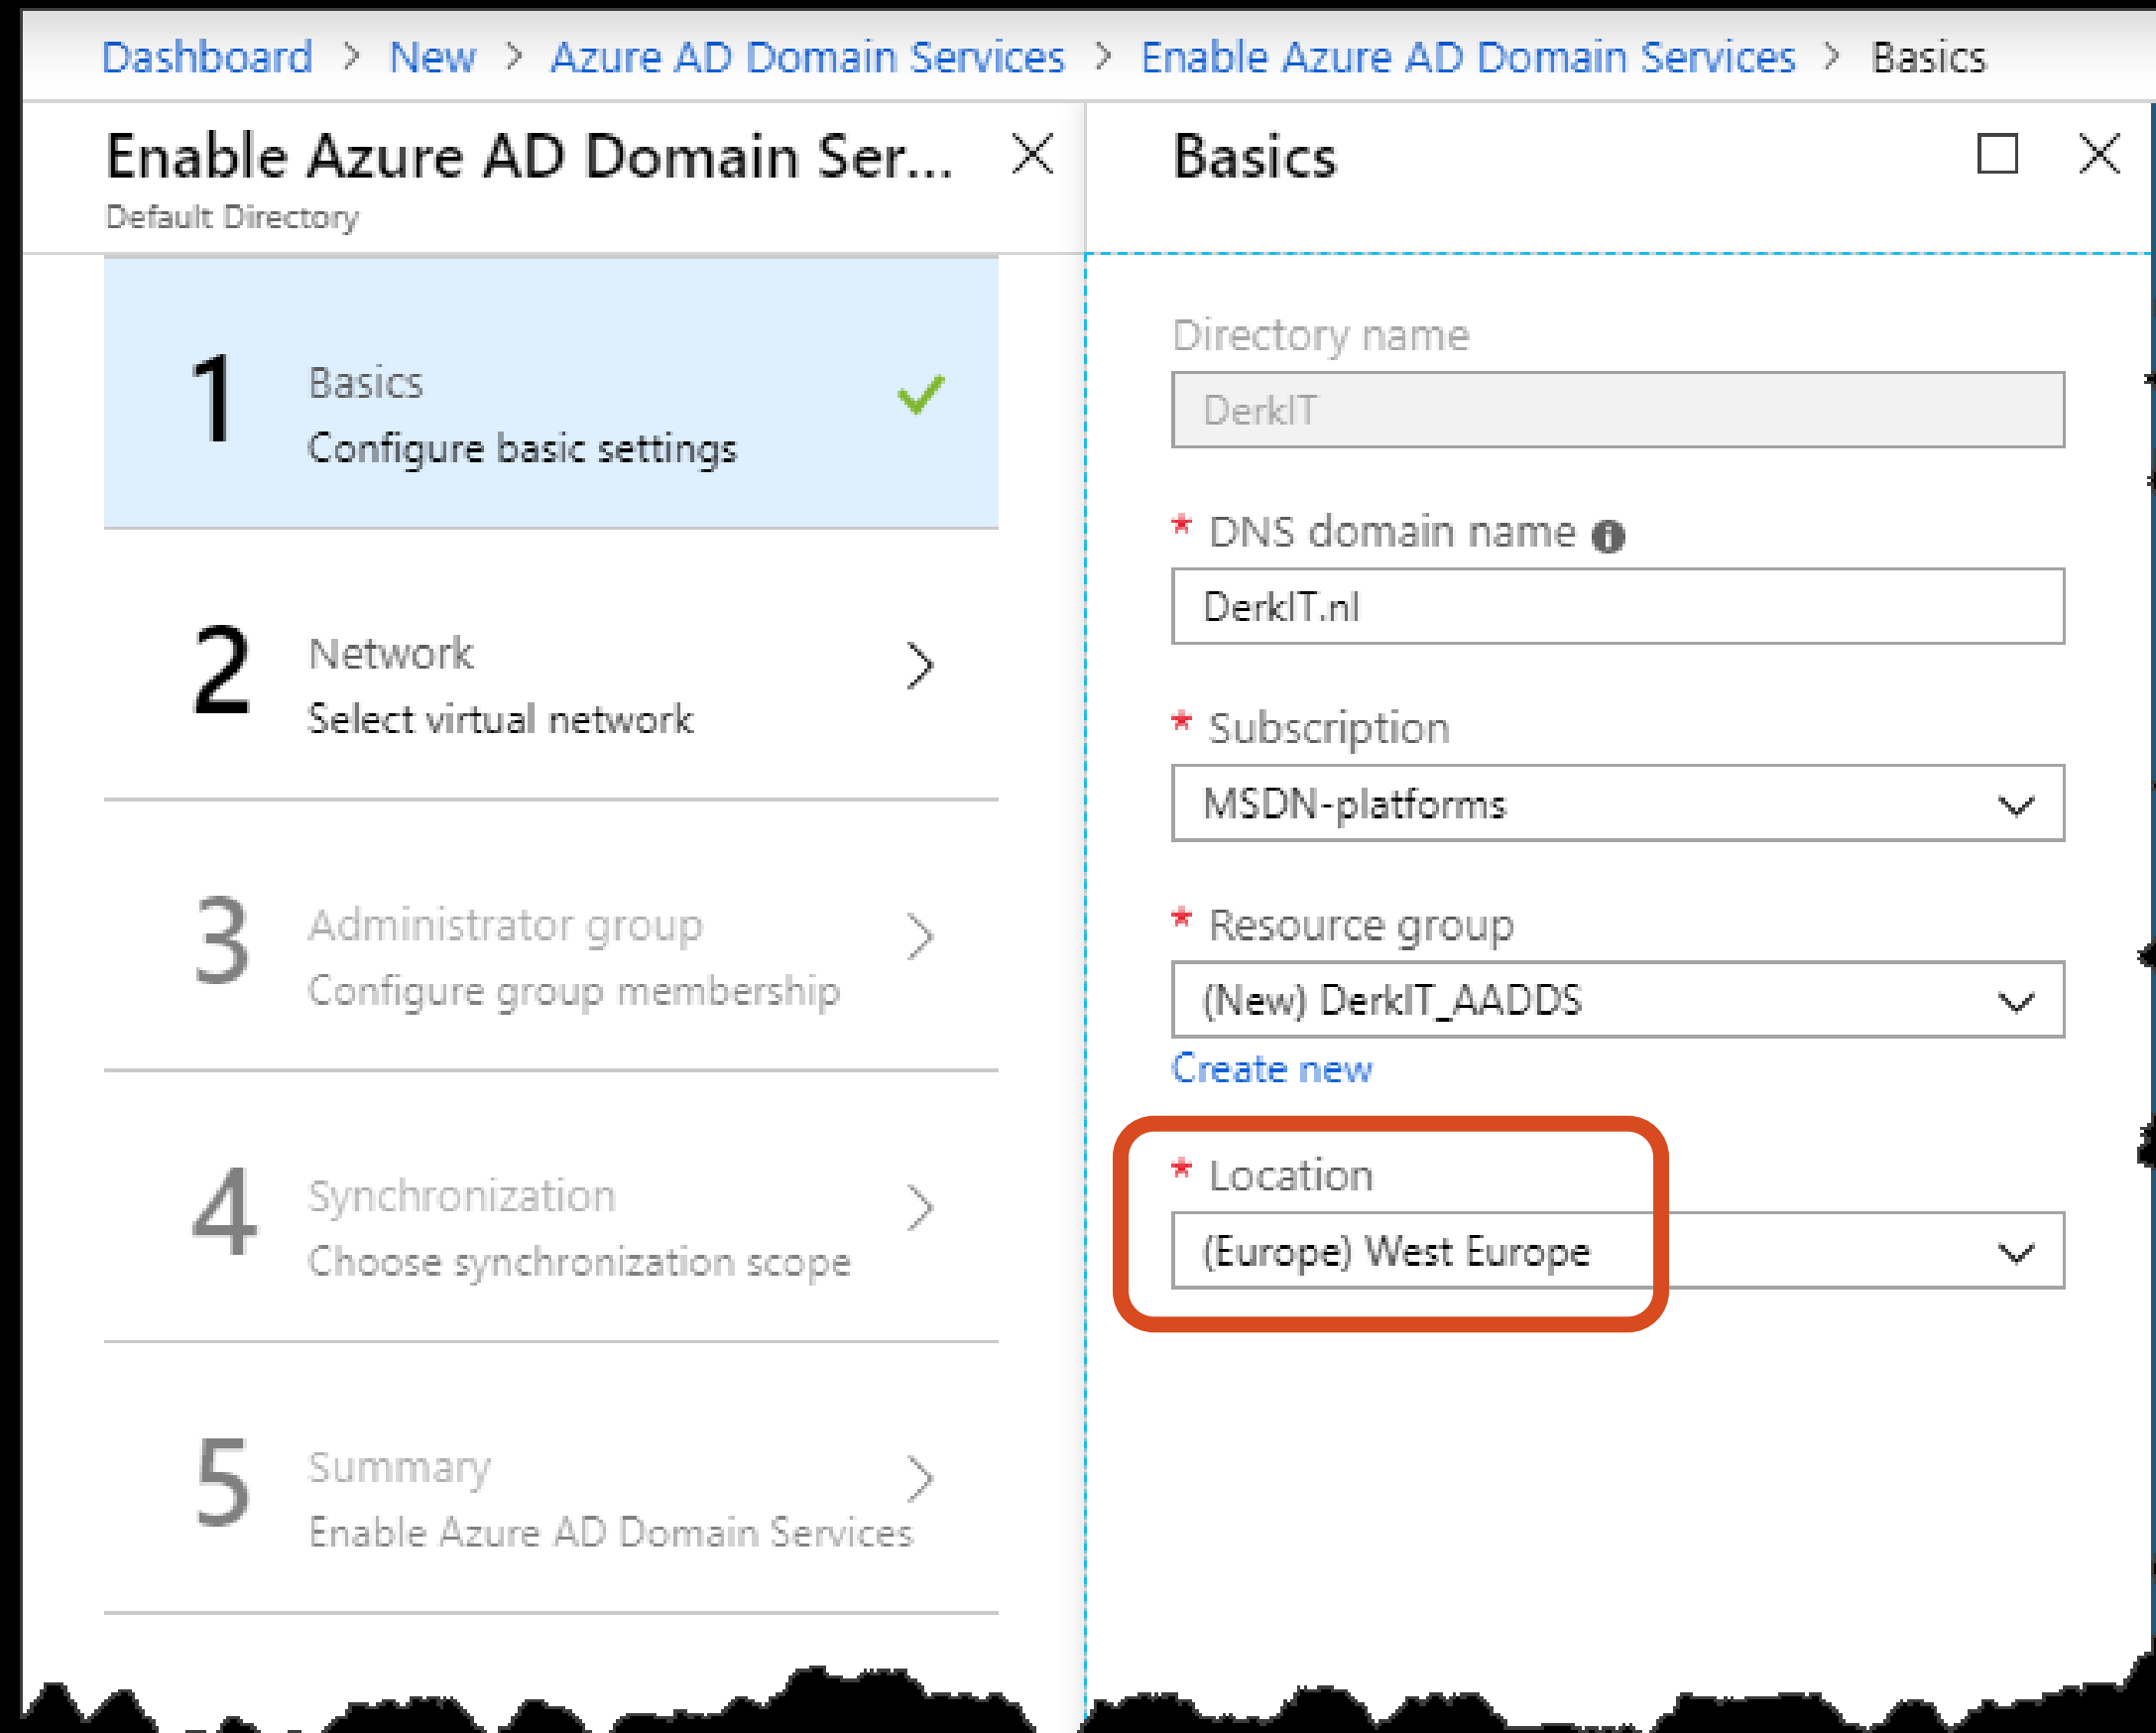 Dashboard > New > Azure AD Domain Services > Enable Azure AD Domain Services > Basics
Enable Azure AD Domain Ser...
Default Directory
1
Basics
Configure basic settings
2
Network
Select virtual network
3
Administrator group
Configure group membership
4
Synchronization
Choose synchronization scope
5
Summary
Enable Azure AD Domain Services
Basics
Directory name
DerkIT
* DNS domain name
DerkIT.nl
* Subscription
MSDN-platforms
* Resource group
(New) DerkIT_AADDS
Create new
* Location
(Europe) West Europe